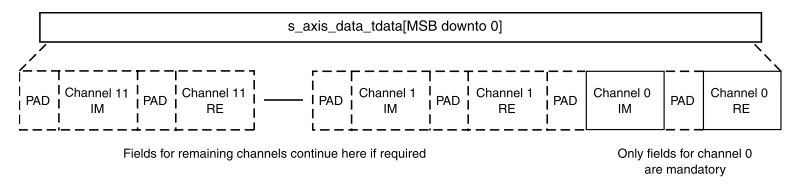 s_axis_data_tdata[MSB downto 0]
PAD
Channel 11
IM
PAD
Channel 11
RE
PAD
Channel 1
IM
PAD
Channel 1
RE
PAD
Channel 0
IM
PAD
Channel 0
RE
Fields for remaining channels continue here if required
Only fields for channel 0
are mandatory